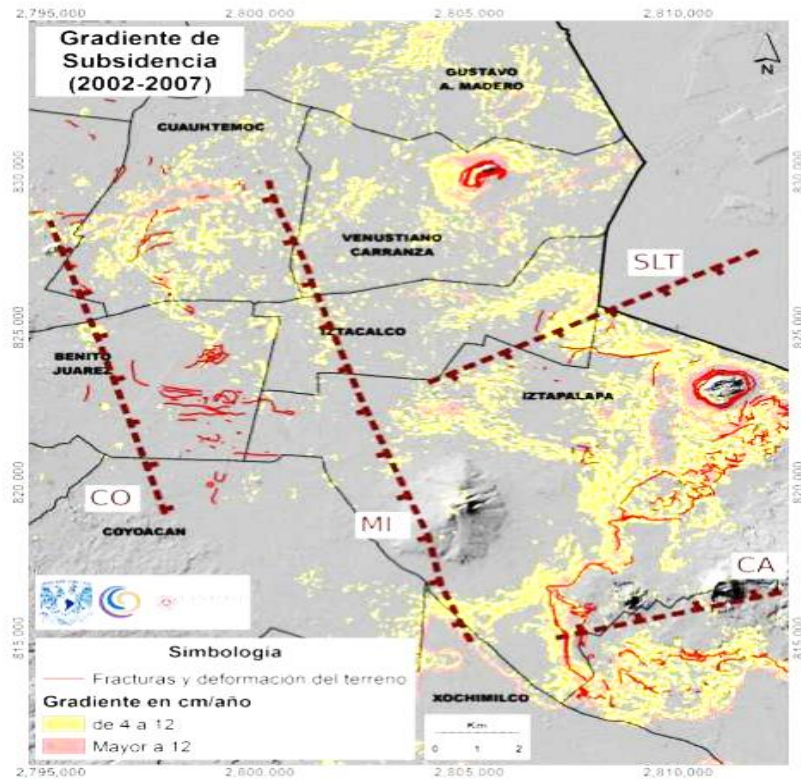 2,795,000
2,800,000
2,805,000
2,810,000
Gradiente de
Subsidencia
(2002-2007)
N
GUSTAVO
A. MADERO
CUAUHTEMOC
830,000
830,000
VENUSTIANO
CARRANZA
SLT
825,000
825,000
IZTACALCO
BENITO
JUAREZ
IZTAPALAPA
820,000
820,000
CO
MI
COYOACAN
CA
815,000
815,000
Simbologia
Fracturas y deformación del terreno
Gradiente en cm/año
de 4 a 12
Mayor a 12
XOCHIMILCO
Km
0 1 2
2,795,000
2,800,000
2,805,000
2,810,000